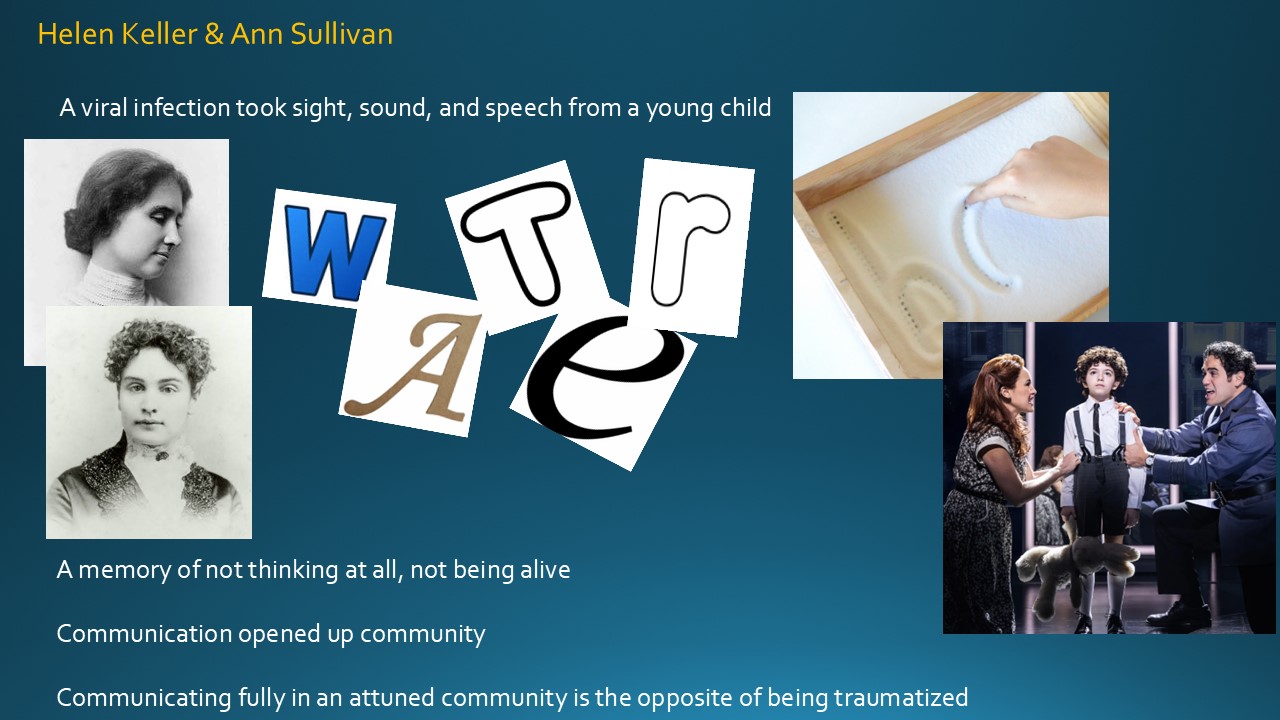 Helen Keller & Ann Sullivan
A viral infection took sight, sound, and speech from a young child
W A T e r
A memory of not thinking at all, not being alive
Communication opened up community
Communicating fully in an attuned community is the opposite of being traumatized